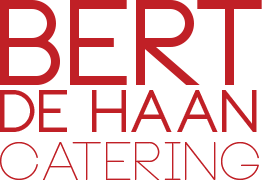 BERT
DE HAAN
CATERING